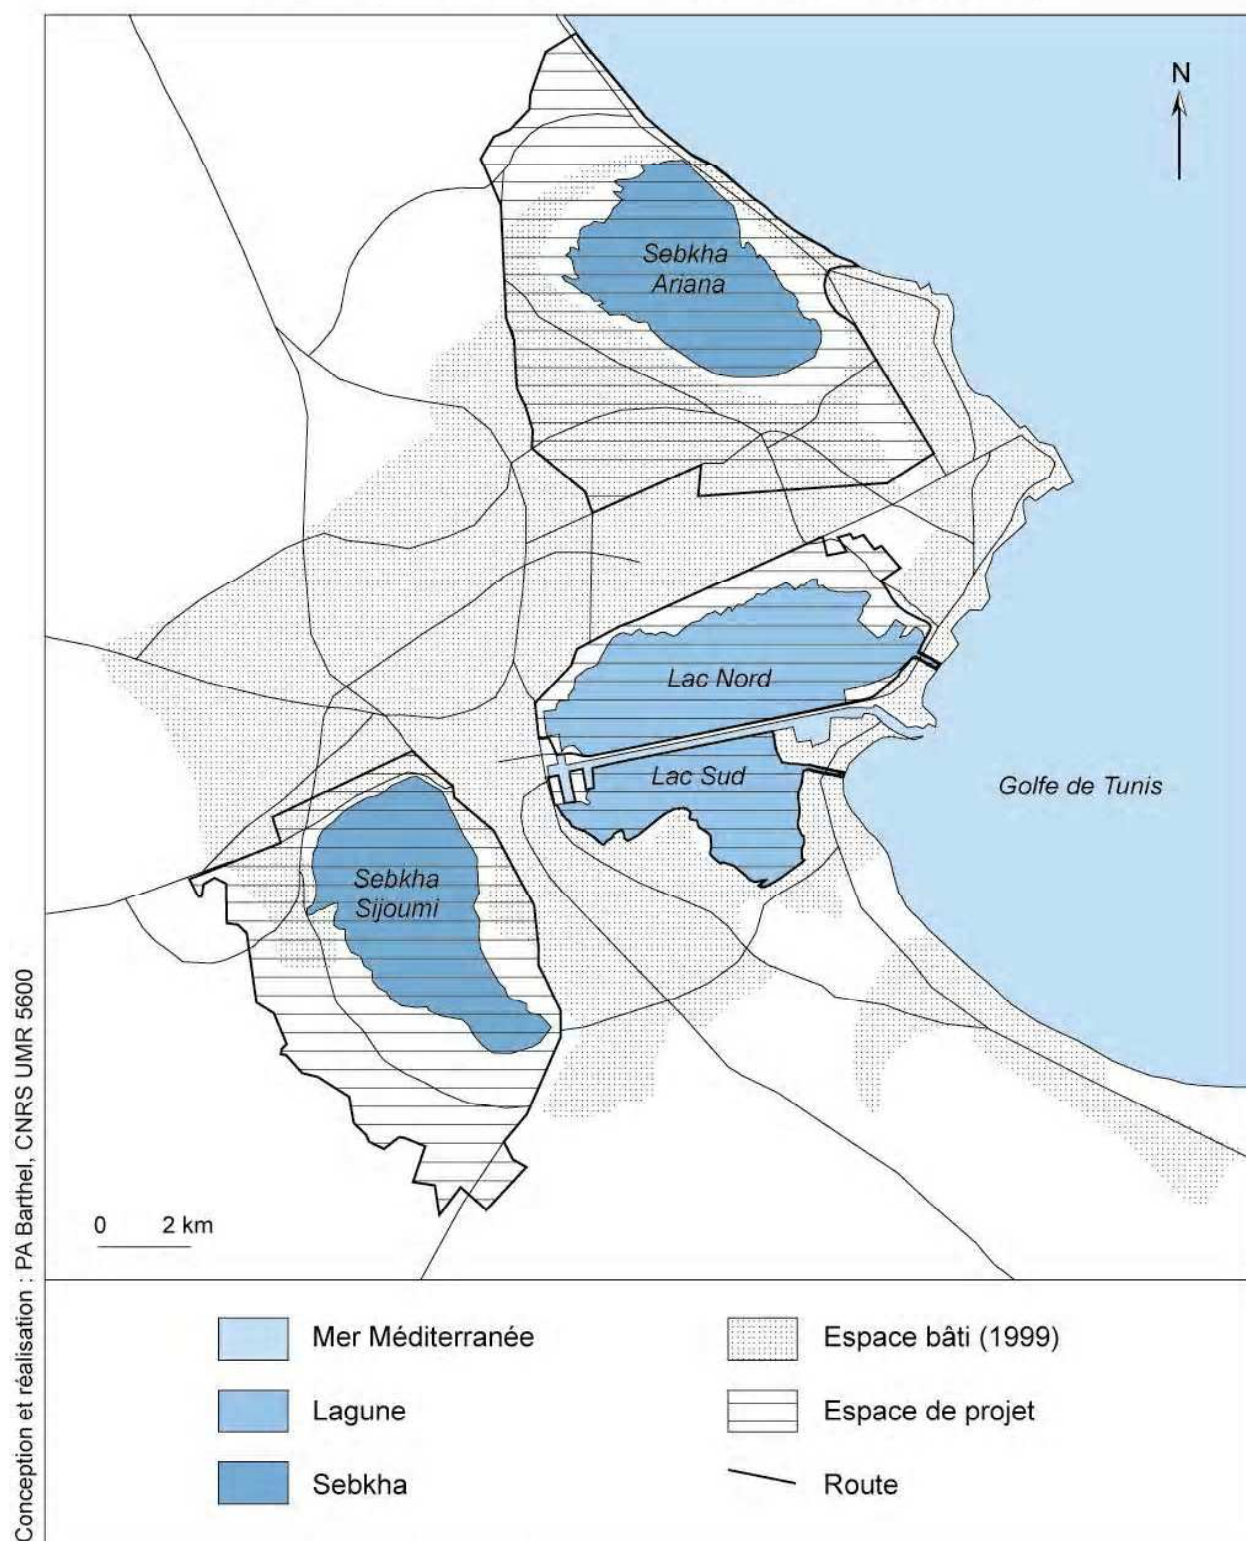 N
Sebkha
Ariana
Lac Nord
Lac Sud
Golfe de Tunis
Sebkha
Sijoumi
0 2 km
Conception et réalisation : PA Barthel, CNRS UMR 5600
Mer Méditerranée
Lagune
Sebkha
Espace bâti (1999)
Espace de projet
Route